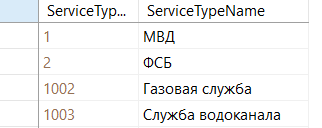 ServiceTyp... ServiceTypeName
1 МВД
2 ФСБ
1002 Газовая служба
1003 Служба водоканала